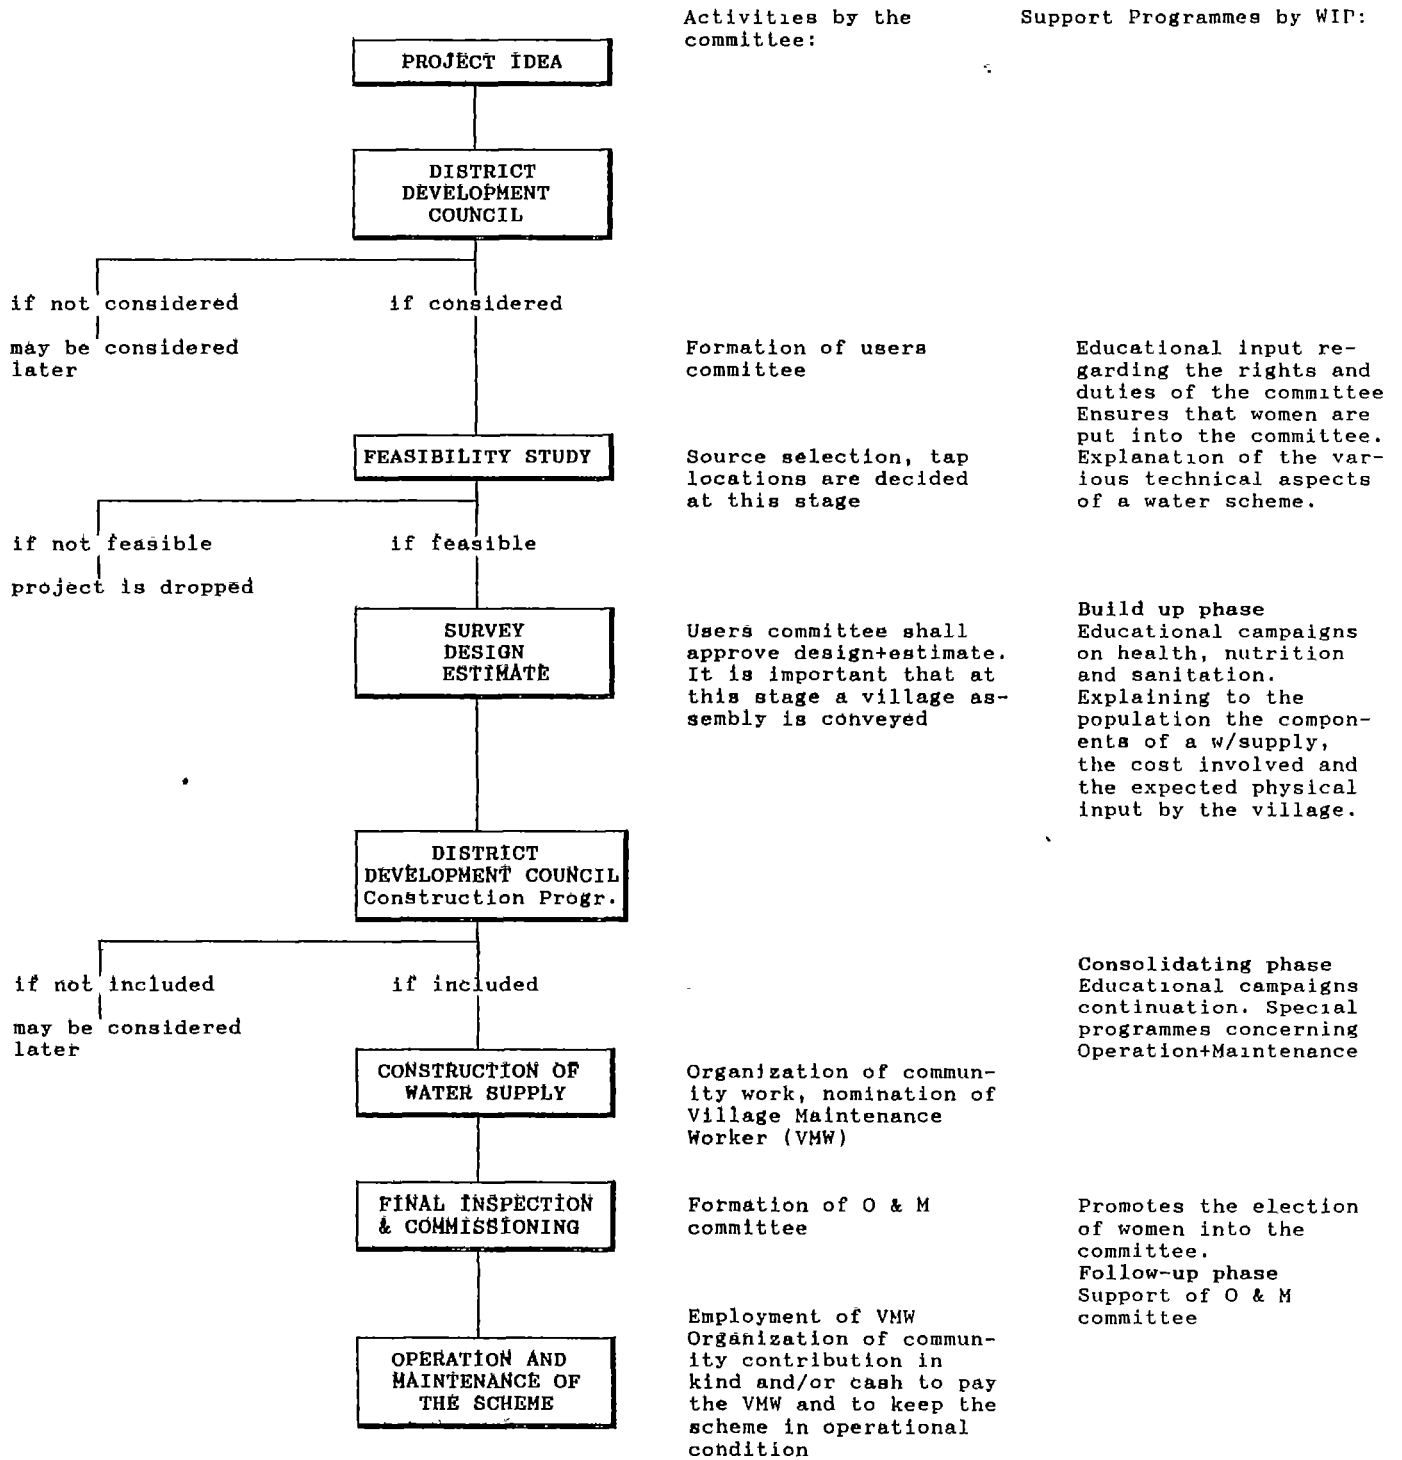 Activities by the
committee:
Support Programmes by WIP:
PROJECT IDEA
DISTRICT
DEVELOPMENT
COUNCIL
if not considered
if considered
may be considered
later
Formation of users
committee
Educational input re-
garding the rights and
duties of the committee
Ensures that women are
put into the committee.
Explanation of the var-
ious technical aspects
of a water scheme.
FEASIBILITY STUDY
Source selection, tap
locations are decided
at this stage
if not feasible
if feasible
project is dropped
SURVEY
DESIGN
ESTIMATE
Users committee shall
approve design+estimate.
It is important that at
this stage a village as-
sembly is conveyed
Build up phase
Educational campaigns
on health, nutrition
and sanitation.
Explaining to the
population the compon-
ents of a w/supply,
the cost involved and
the expected physical
input by the village.
DISTRICT
DEVELOPMENT COUNCIL
Construction Progr.
if not included
if included
may be considered
later
Consolidating phase
Educational campaigns
continuation. Special
programmes concerning
Operation+Maintenance
CONSTRUCTION OF
WATER SUPPLY
Organization of commun-
ity work, nomination of
Village Maintenance
Worker (VMW)
FINAL INSPECTION
& COMMISSIONING
Formation of O & M
committee
Promotes the election
of women into the
committee.
Follow-up phase
Support of O & M
committee
OPERATION AND
MAINTENANCE OF
THE SCHEME
Employment of VMW
Organization of commun-
ity contribution in
kind and/or cash to pay
the VMW and to keep the
scheme in operational
condition